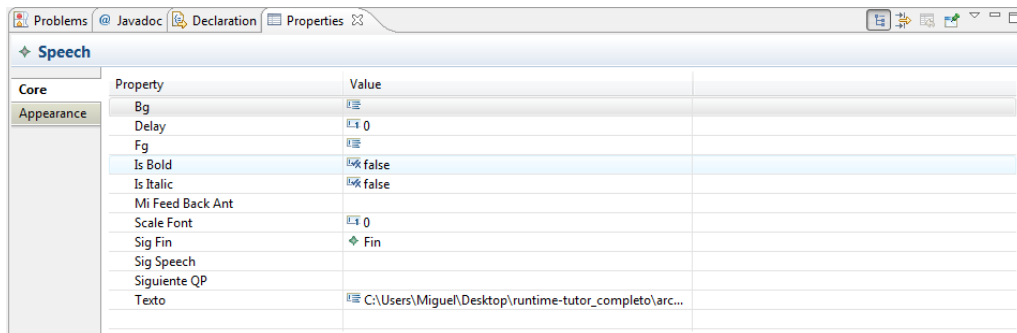 Problems @ Javadoc Declaration Properties
Speech
Core
Appearance
Property Value
Bg
Delay 0
Fg
Is Bold false
Is Italic false
Mi Feed Back Ant
Scale Font 0
Sig Fin Fin
Sig Speech
Siguiente QP
Texto C:\Users\Miguel\Desktop\runtime-tutor_completo\arc...